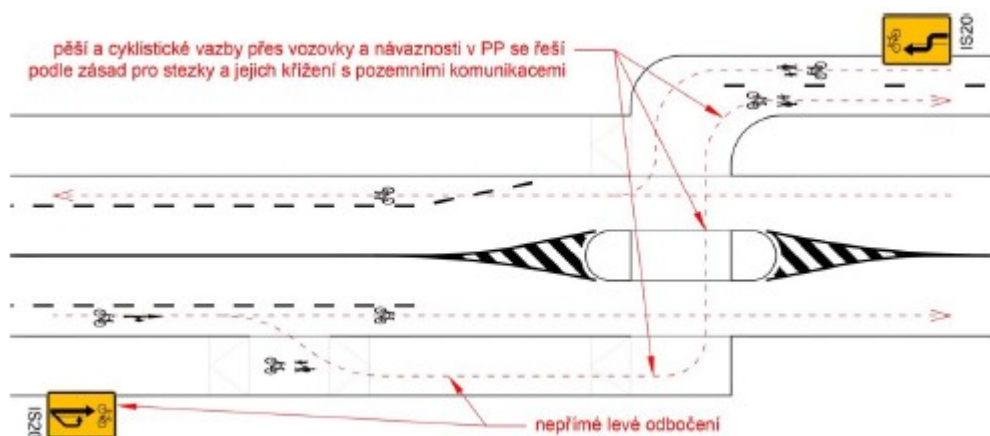 pěší a cyklistické vazby přes vozovky a návaznosti v PP se řeší
podle zásad pro stezky a jejich křížení s pozemními komunikacemi
IS20
IS20
nepřímé levé odbočení